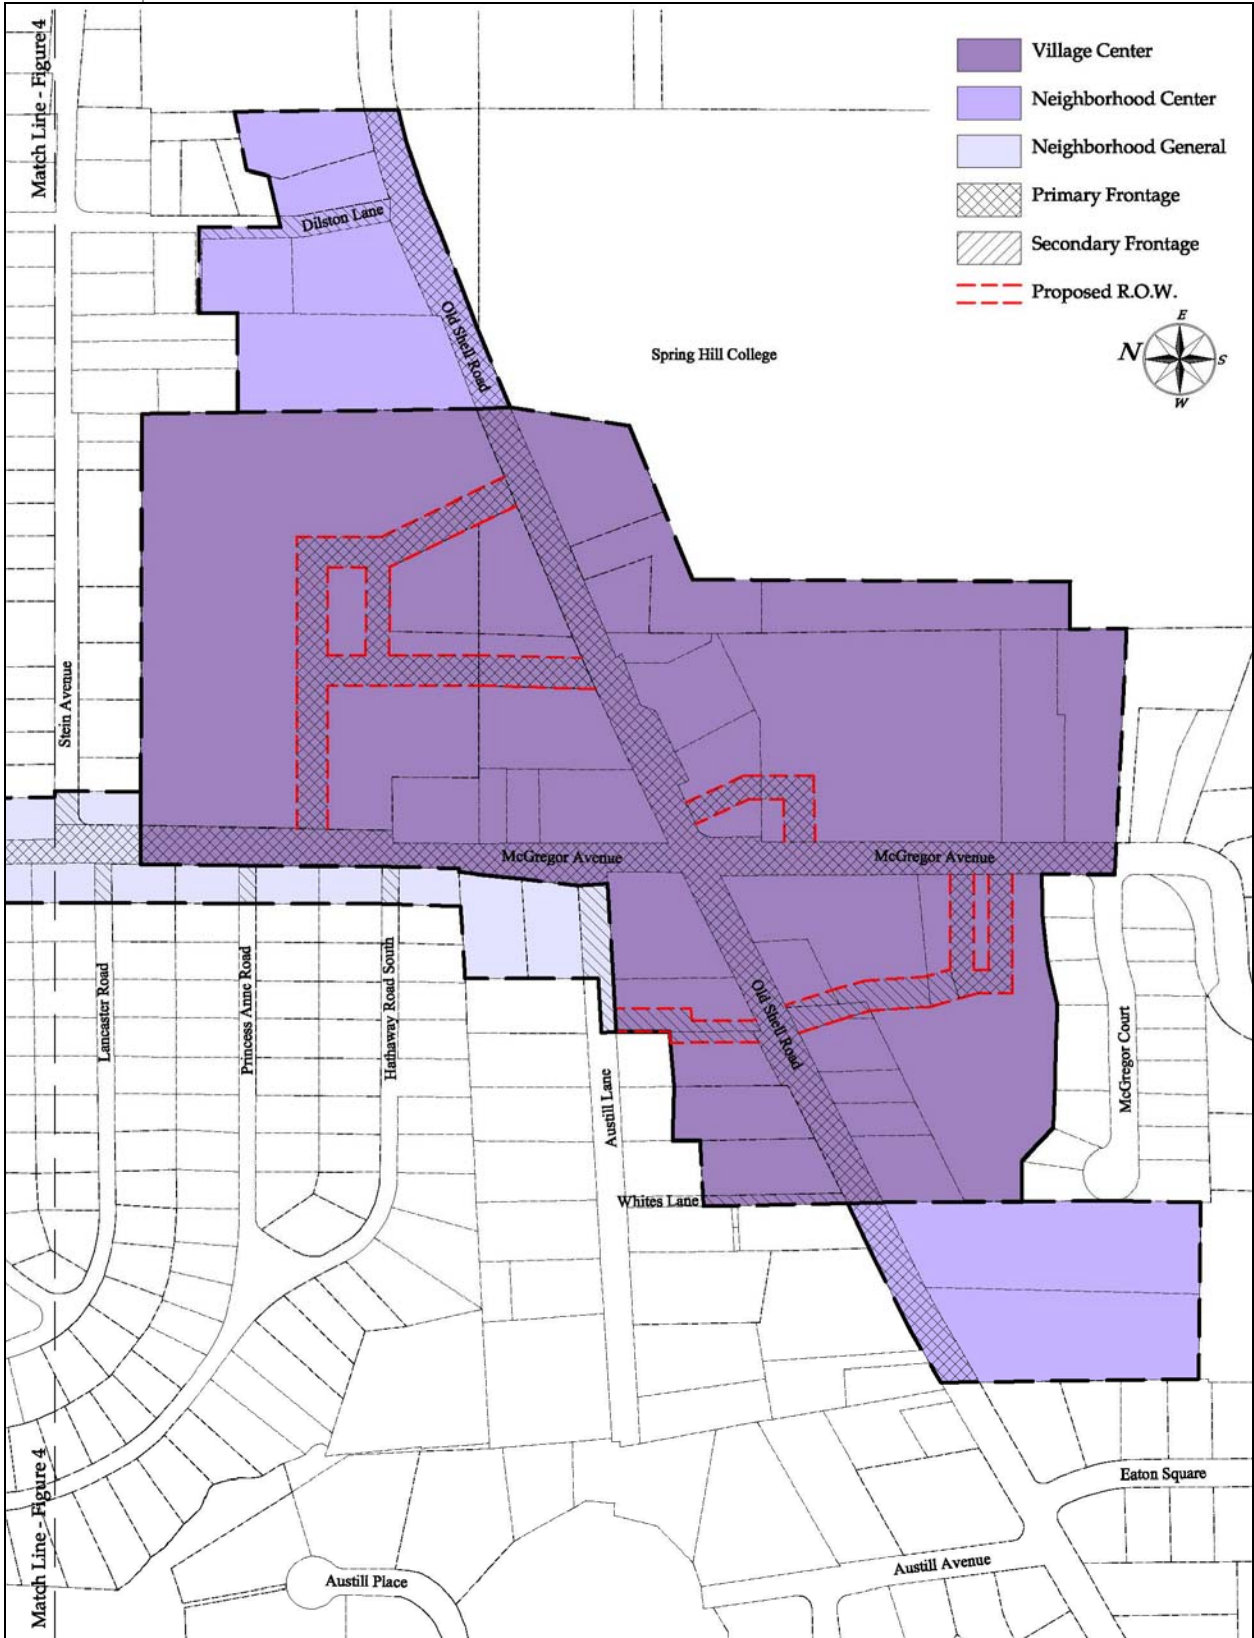 Match Line - Figure 4
Village Center
Neighborhood Center
Neighborhood General
Primary Frontage
Secondary Frontage
Proposed R.O.W.
E
N
S
W
Dilston Lane
Old Shell Road
Spring Hill College
Stein Avenue
McGregor Avenue
McGregor Avenue
Lancaster Road
Princess Anne Road
Hathaway Road South
Old Shell Road
Austill Lane
McGregor Court
Whites Lane
Match Line - Figure 4
Eaton Square
Austill Avenue
Austill Place